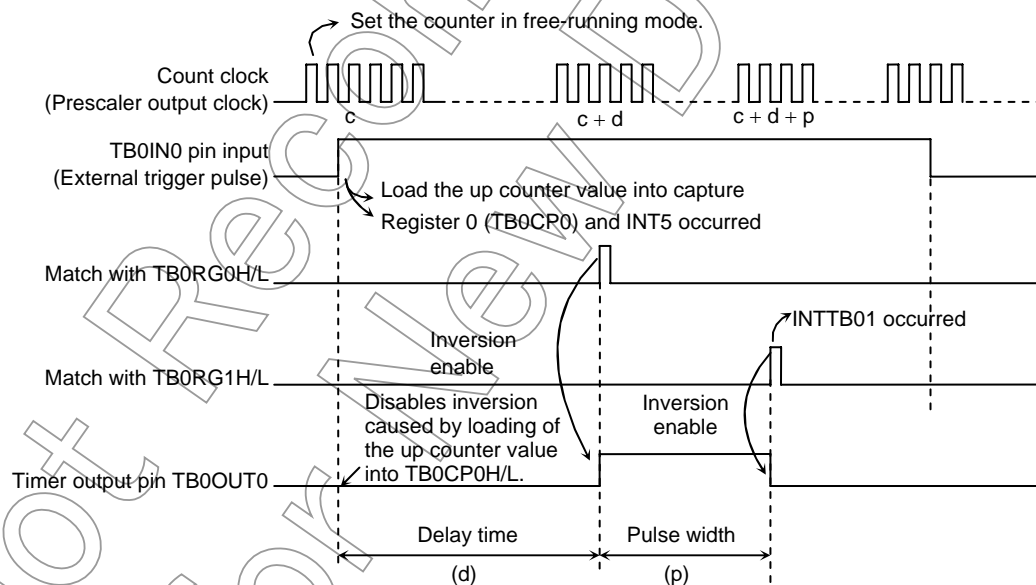 Set the counter in free-running mode.
Count clock
(Prescaler output clock)
c
c + d
c + d + p
TB0IN0 pin input
(External trigger pulse)
Load the up counter value into capture
Register 0 (TB0CP0) and INT5 occurred
Match with TB0RG0H/L
INTTB01 occurred
Inversion
enable
Match with TB0RG1H/L
Disables inversion
caused by loading of
the up counter value
into TB0CP0H/L.
Inversion
enable
Timer output pin TB0OUT0
Delay time
Pulse width
(d)
(p)